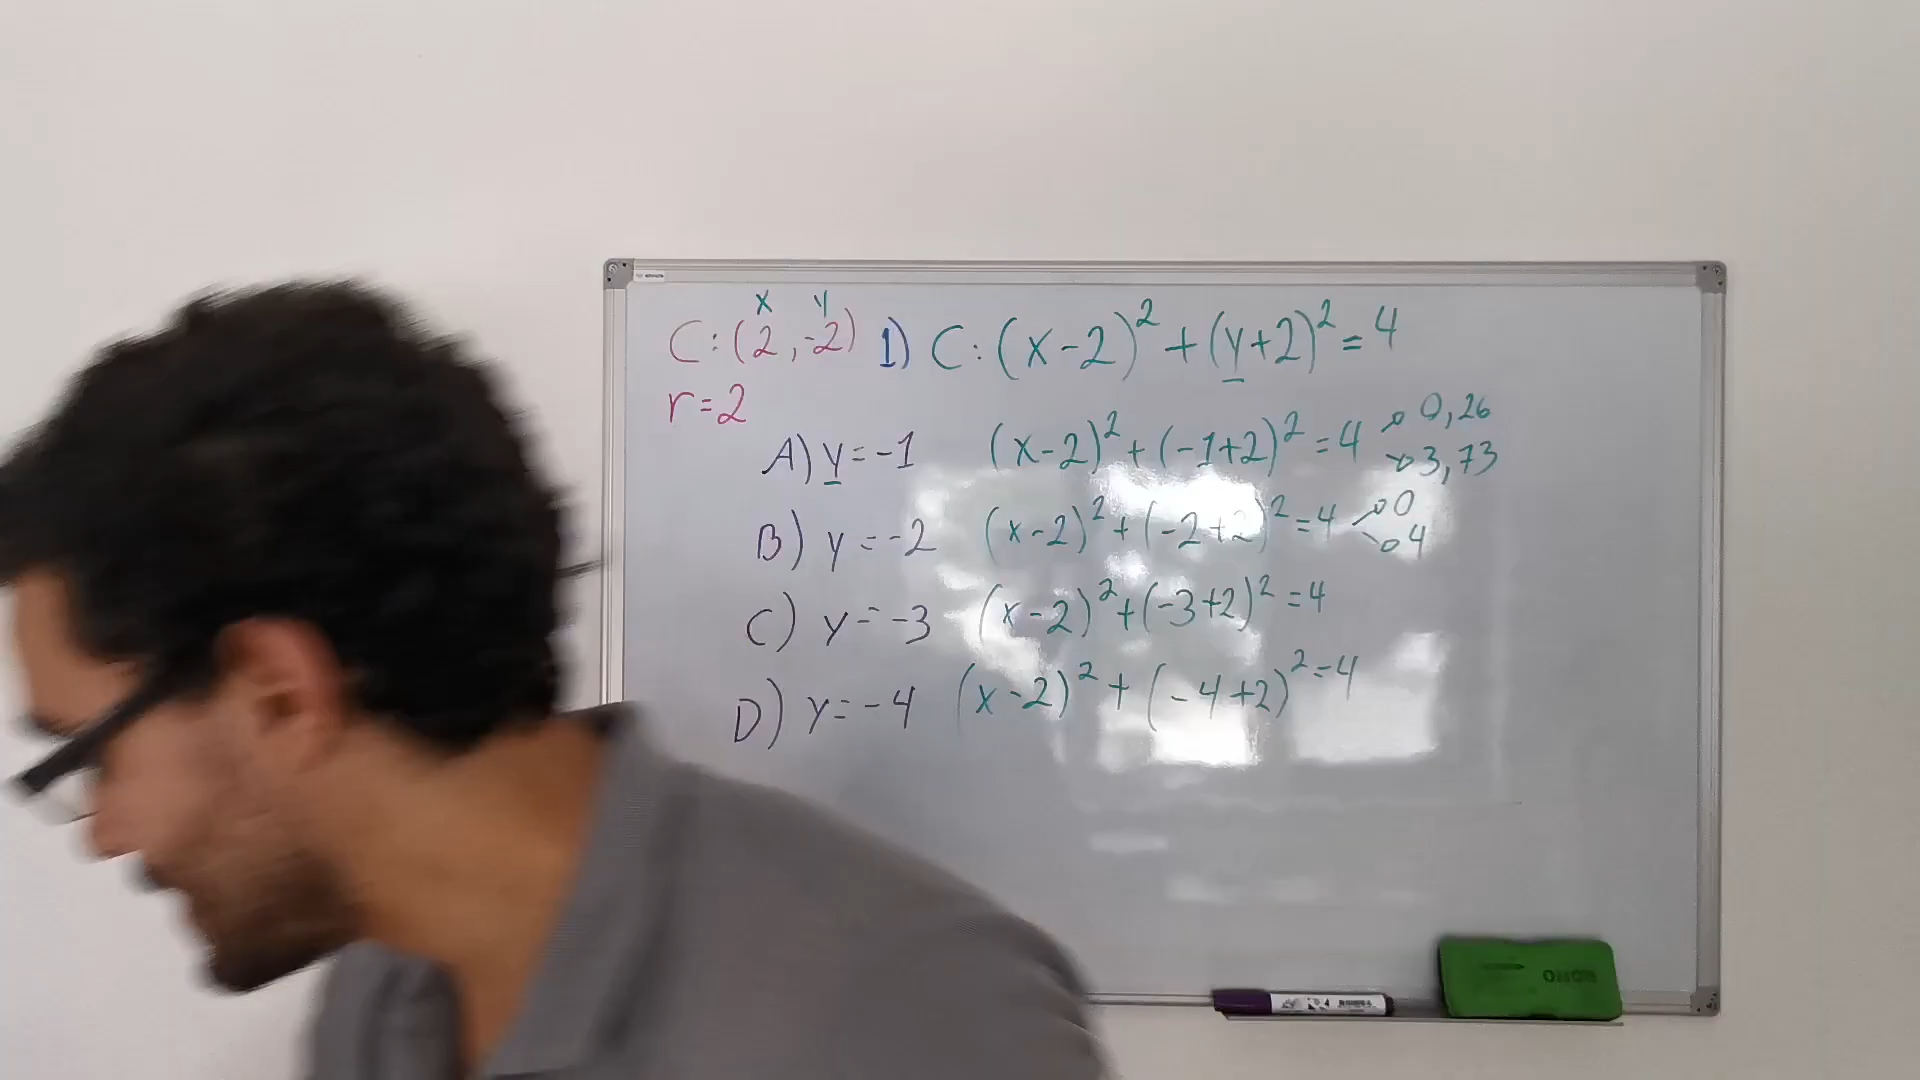 x y
C: (2, -2) 1) C: (x-2)² + (y+2)² = 4
r=2
A) y=-1 (x-2)² + (-1+2)² = 4 0,26
3,73
B) y=-2 (x-2)² + (-2+2)² = 4 0
4
C) y=-3 (x-2)² + (-3+2)² = 4
D) y=-4 (x-2)² + (-4+2)² = 4